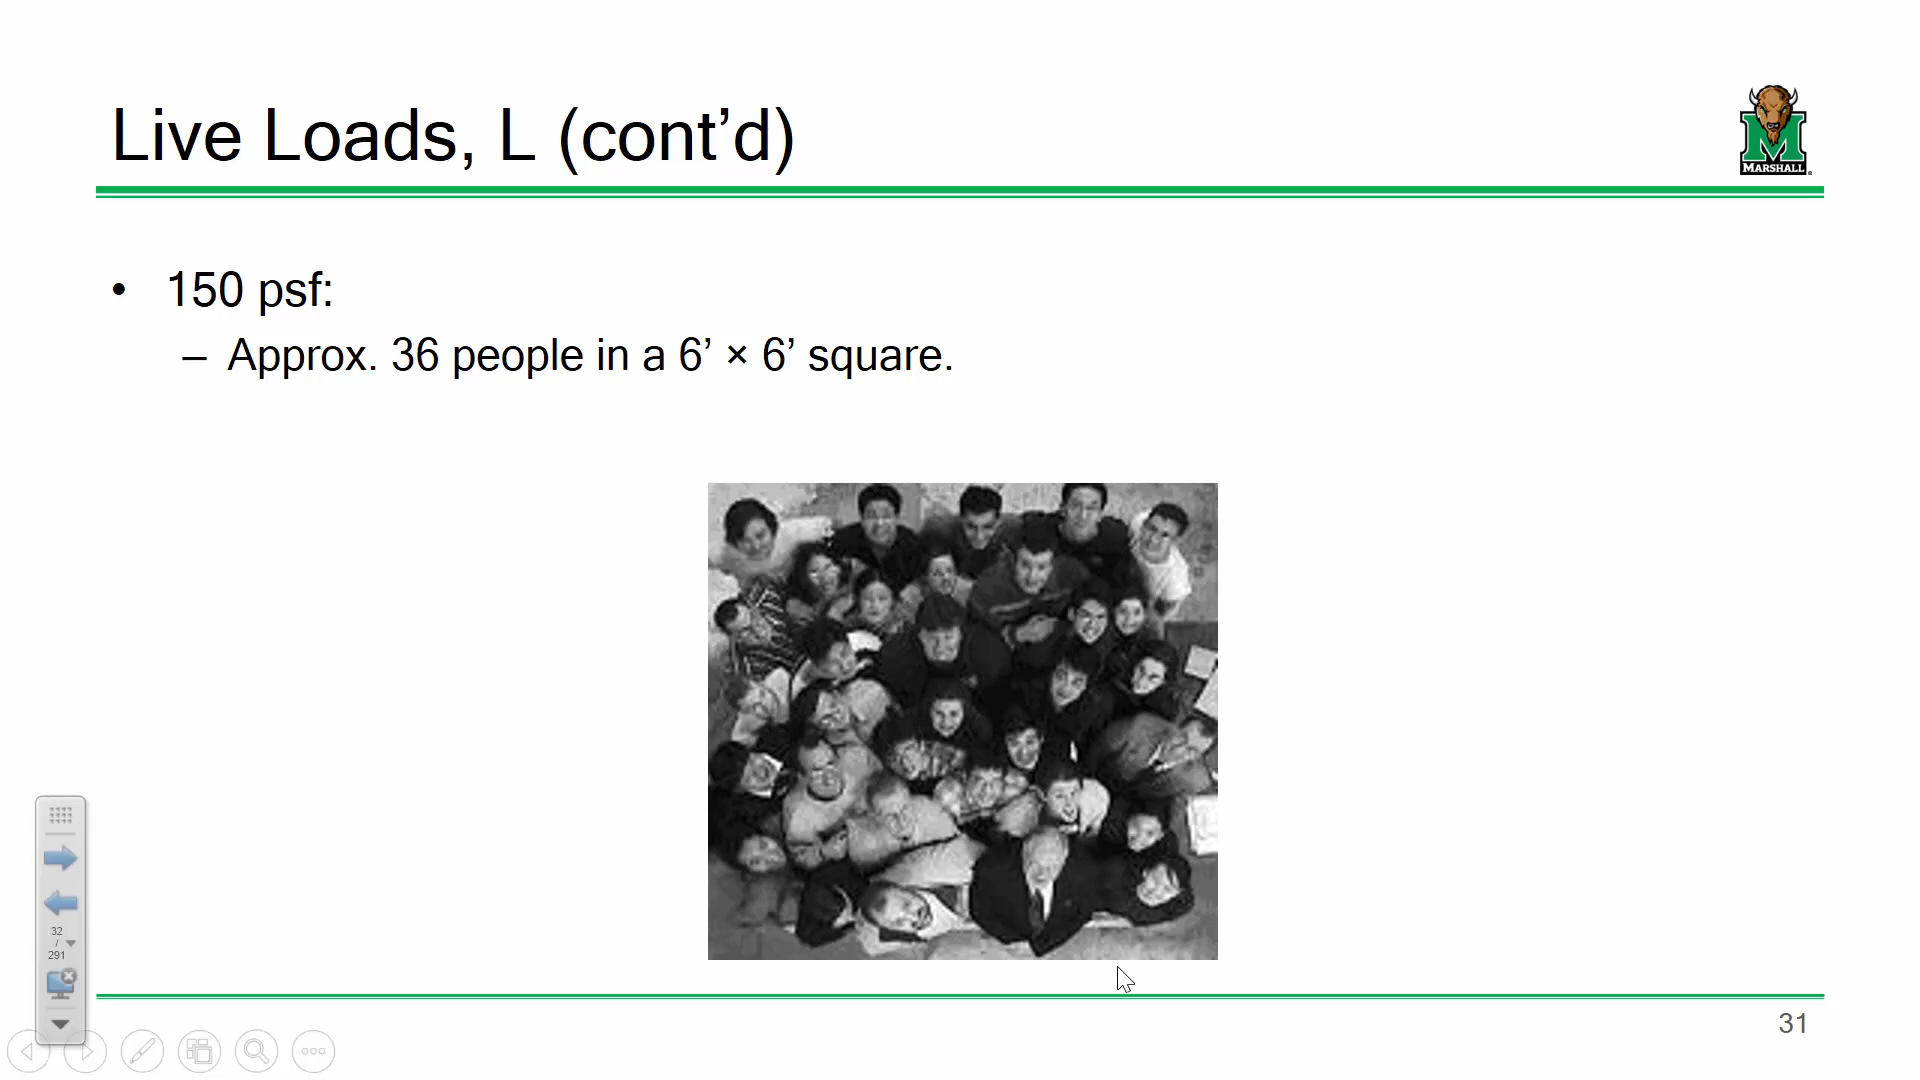 Live Loads, L (cont’d)
MARSHALL
• 150 psf:
– Approx. 36 people in a 6’ × 6’ square.
32
/
291
31